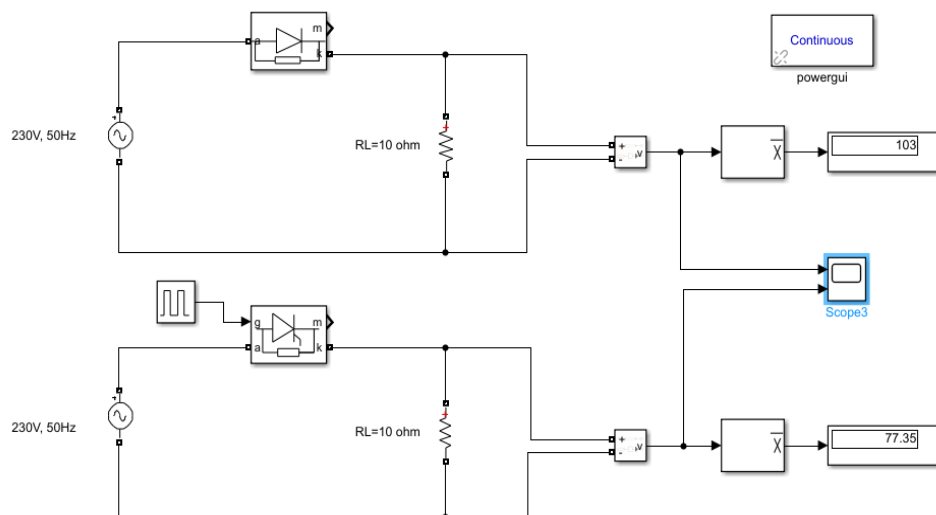 m
a
k
Continuous
powergui
230V, 50Hz
RL=10 ohm
+
-
v
X
103
Scope3
g
m
a
k
230V, 50Hz
RL=10 ohm
+
-
v
X
77.35